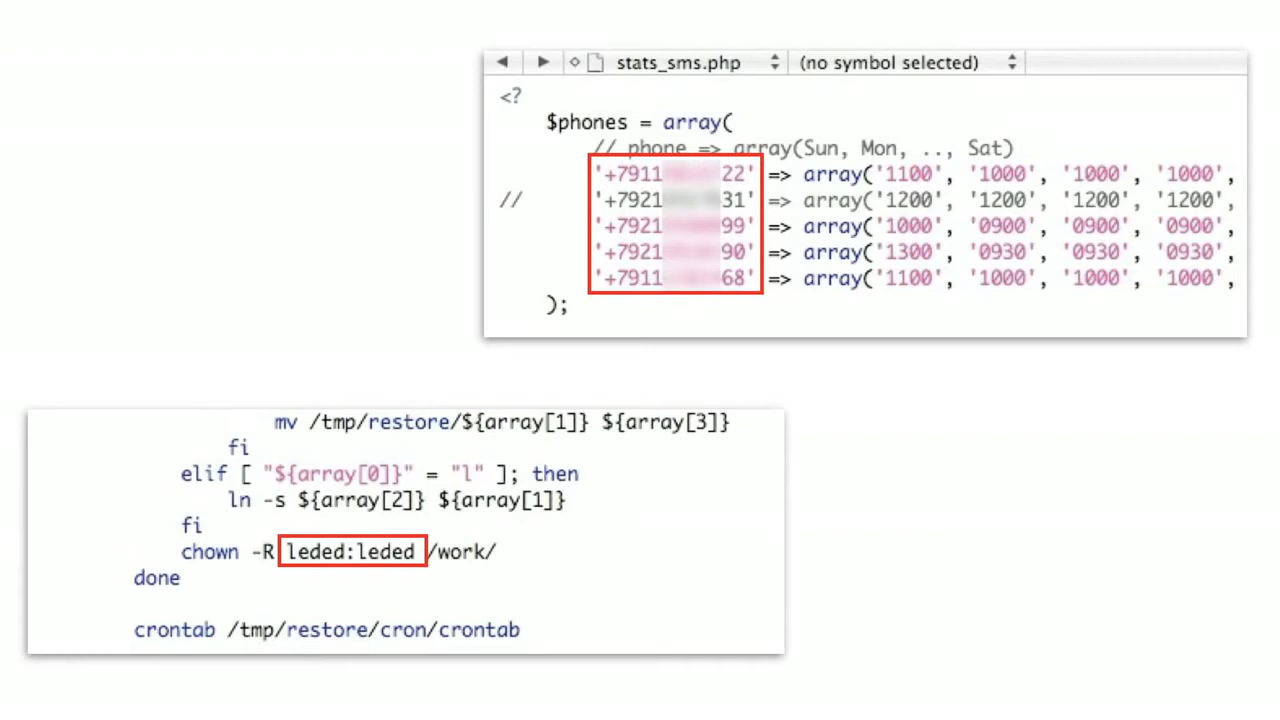 stats_sms.php (no symbol selected)
<?
$phones = array(
// phone => array(Sun, Mon, .., Sat)
'+7911 22' => array('1100', '1000', '1000', '1000',
// '+7921 31' => array('1200', '1200', '1200', '1200',
'+7921 99' => array('1000', '0900', '0900', '0900',
'+7921 90' => array('1300', '0930', '0930', '0930',
'+7911 68' => array('1100', '1000', '1000', '1000',
);
mv /tmp/restore/${array[1]} ${array[3]}
fi
elif [ "${array[0]}" = "l" ]; then
ln -s ${array[2]} ${array[1]}
fi
chown -R leded:leded /work/
done
crontab /tmp/restore/cron/crontab